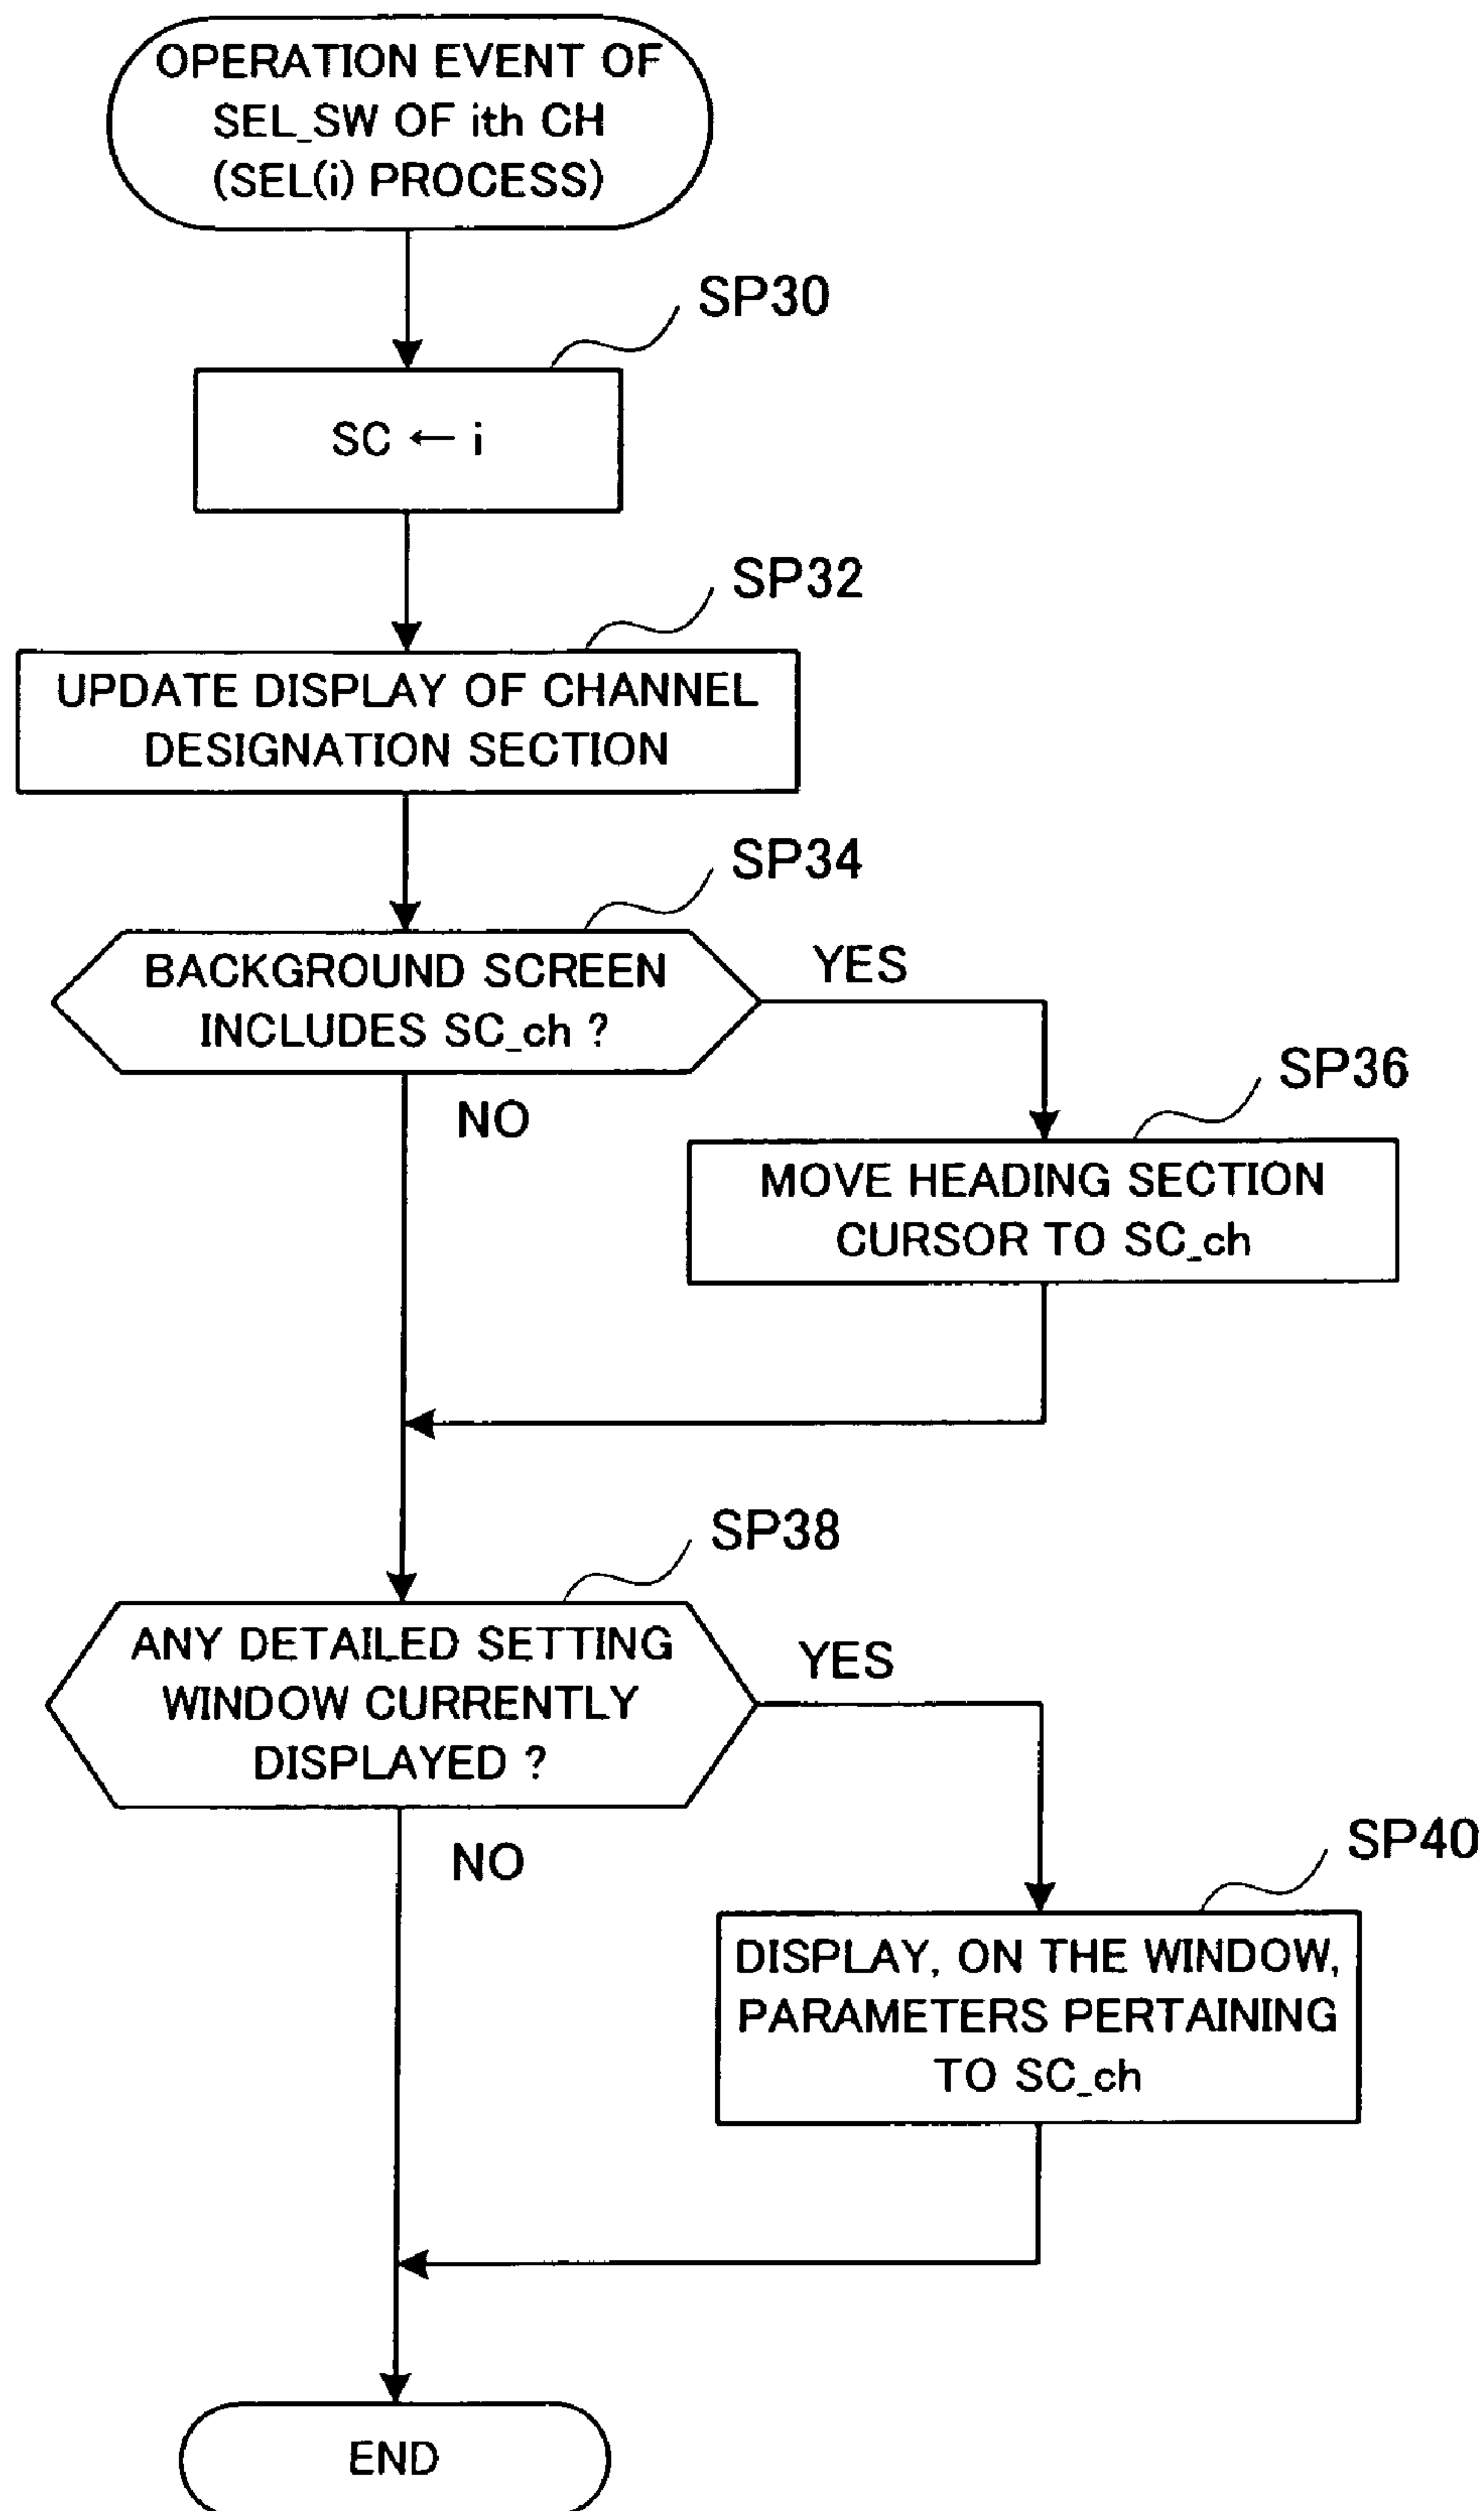 OPERATION EVENT OF
SEL_SW OF ith CH
(SEL(i) PROCESS)
SP30
SC ← i
SP32
UPDATE DISPLAY OF CHANNEL
DESIGNATION SECTION
SP34
BACKGROUND SCREEN
INCLUDES SC_ch ?
YES
NO
SP36
MOVE HEADING SECTION
CURSOR TO SC_ch
SP38
ANY DETAILED SETTING
WINDOW CURRENTLY
DISPLAYED ?
YES
NO
SP40
DISPLAY, ON THE WINDOW,
PARAMETERS PERTAINING
TO SC_ch
END